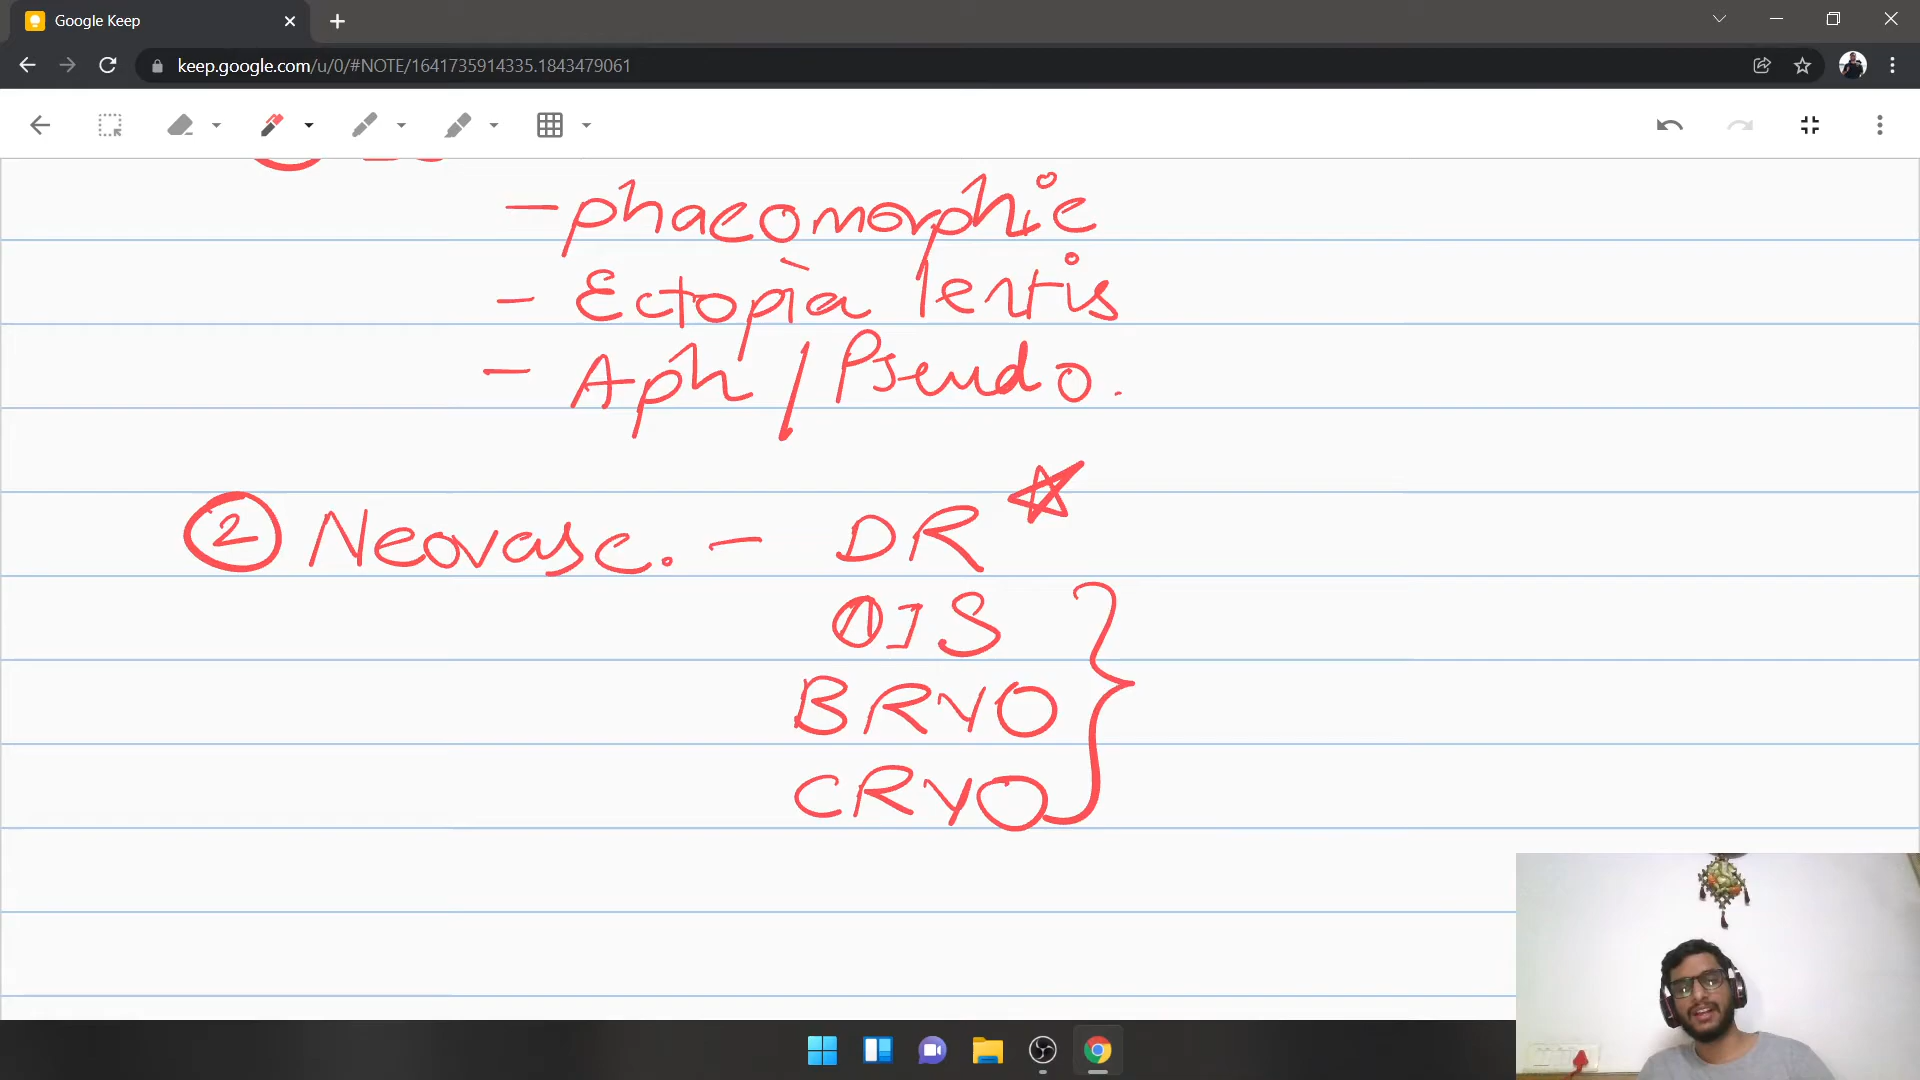 Google Keep
keep.google.com/u/0/#NOTE/1641735914335.1843479061
- phacomorphic
- Ectopia lentis
- Aph / Pseudo.
2 Neovasc. - DR
OIS
BRVO
CRVO